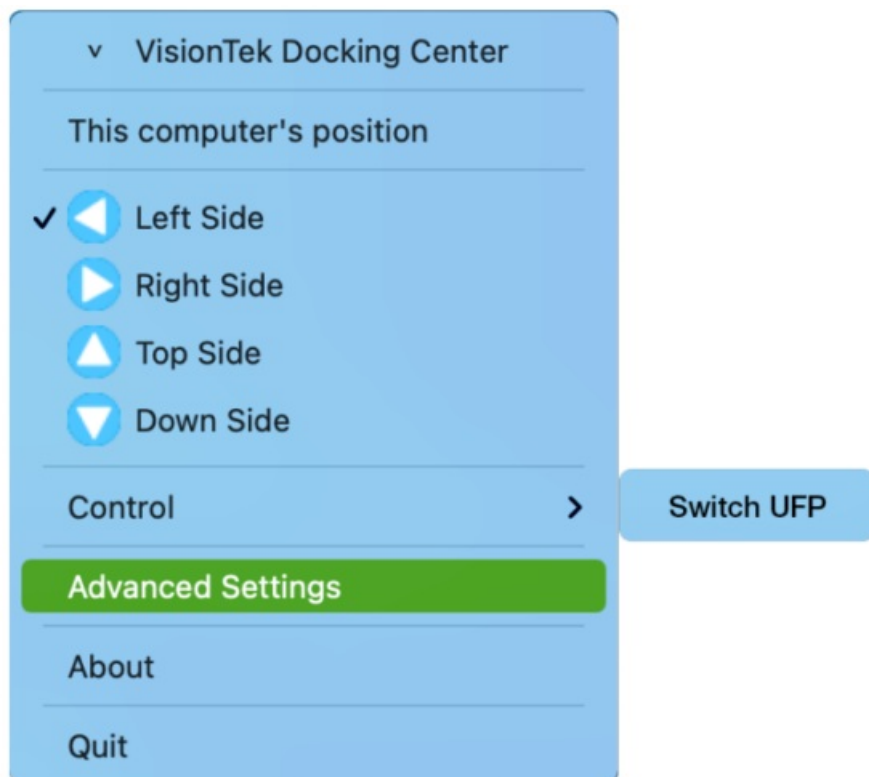 VisionTek Docking Center
This computer's position
Left Side
Right Side
Top Side
Down Side
Control
Switch UFP
Advanced Settings
About
Quit